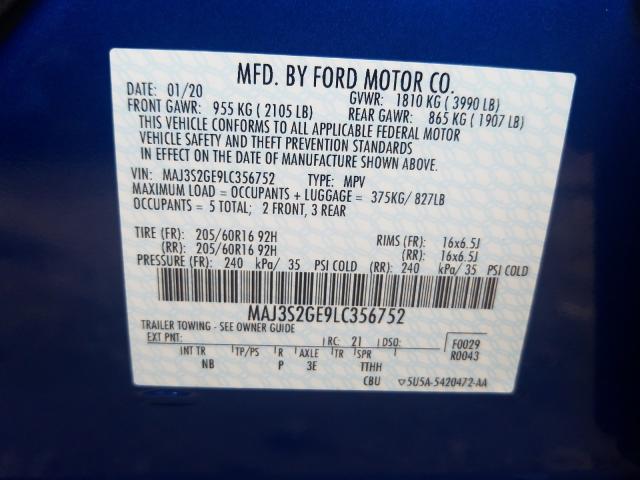 MFD. BY FORD MOTOR CO.
DATE: 01/20 GVWR: 1810 KG ( 3990 LB)
FRONT GAWR: 955 KG ( 2105 LB) REAR GAWR: 865 KG ( 1907 LB)
THIS VEHICLE CONFORMS TO ALL APPLICABLE FEDERAL MOTOR
VEHICLE SAFETY AND THEFT PREVENTION STANDARDS
IN EFFECT ON THE DATE OF MANUFACTURE SHOWN ABOVE.
VIN: MAJ3S2GE9LC356752 TYPE: MPV
MAXIMUM LOAD = OCCUPANTS + LUGGAGE = 375KG/ 827LB
OCCUPANTS = 5 TOTAL; 2 FRONT, 3 REAR
TIRE (FR): 205/60R16 92H RIMS (FR): 16x6.5J
(RR): 205/60R16 92H (RR): 16x6.5J
PRESSURE (FR): 240 kPa/ 35 PSI COLD (RR): 240 kPa/ 35 PSI COLD
MAJ3S2GE9LC356752
TRAILER TOWING - SEE OWNER GUIDE
EXT PNT: RC: 21 DSO: F0029
R0043
INT TR TP/PS R AXLE TR SPR
NB P 3E TTHH
CBU ▽5U5A-5420472-AA